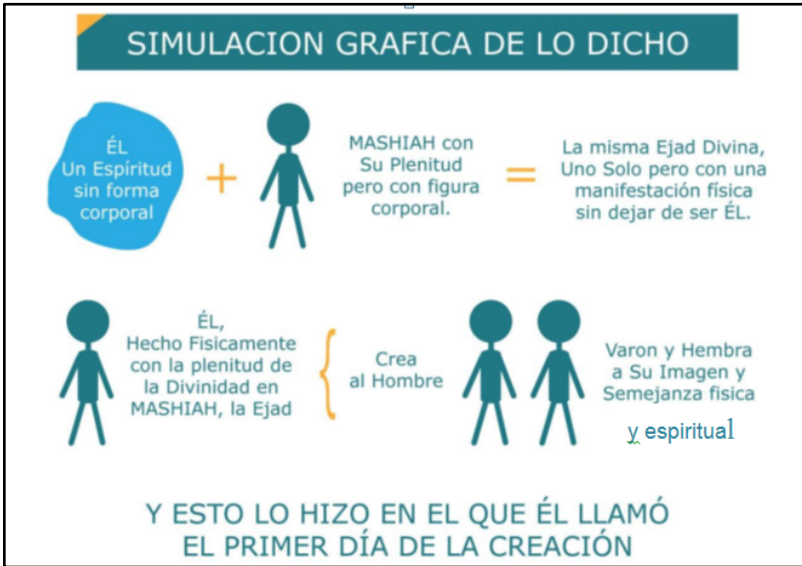 SIMULACION GRAFICA DE LO DICHO
ÉL
Un Espíritud
sin forma
corporal
+
MASHIAH con
Su Plenitud
pero con figura
corporal.
=
La misma Ejad Divina,
Uno Solo pero con una
manifestación física
sin dejar de ser ÉL.
ÉL,
Hecho Fisicamente
con la plenitud de
la Divinidad en
MASHIAH, la Ejad
{
Crea
al Hombre
Varon y Hembra
a Su Imagen y
Semejanza fisica
y espiritual
Y ESTO LO HIZO EN EL QUE ÉL LLAMÓ
EL PRIMER DÍA DE LA CREACIÓN